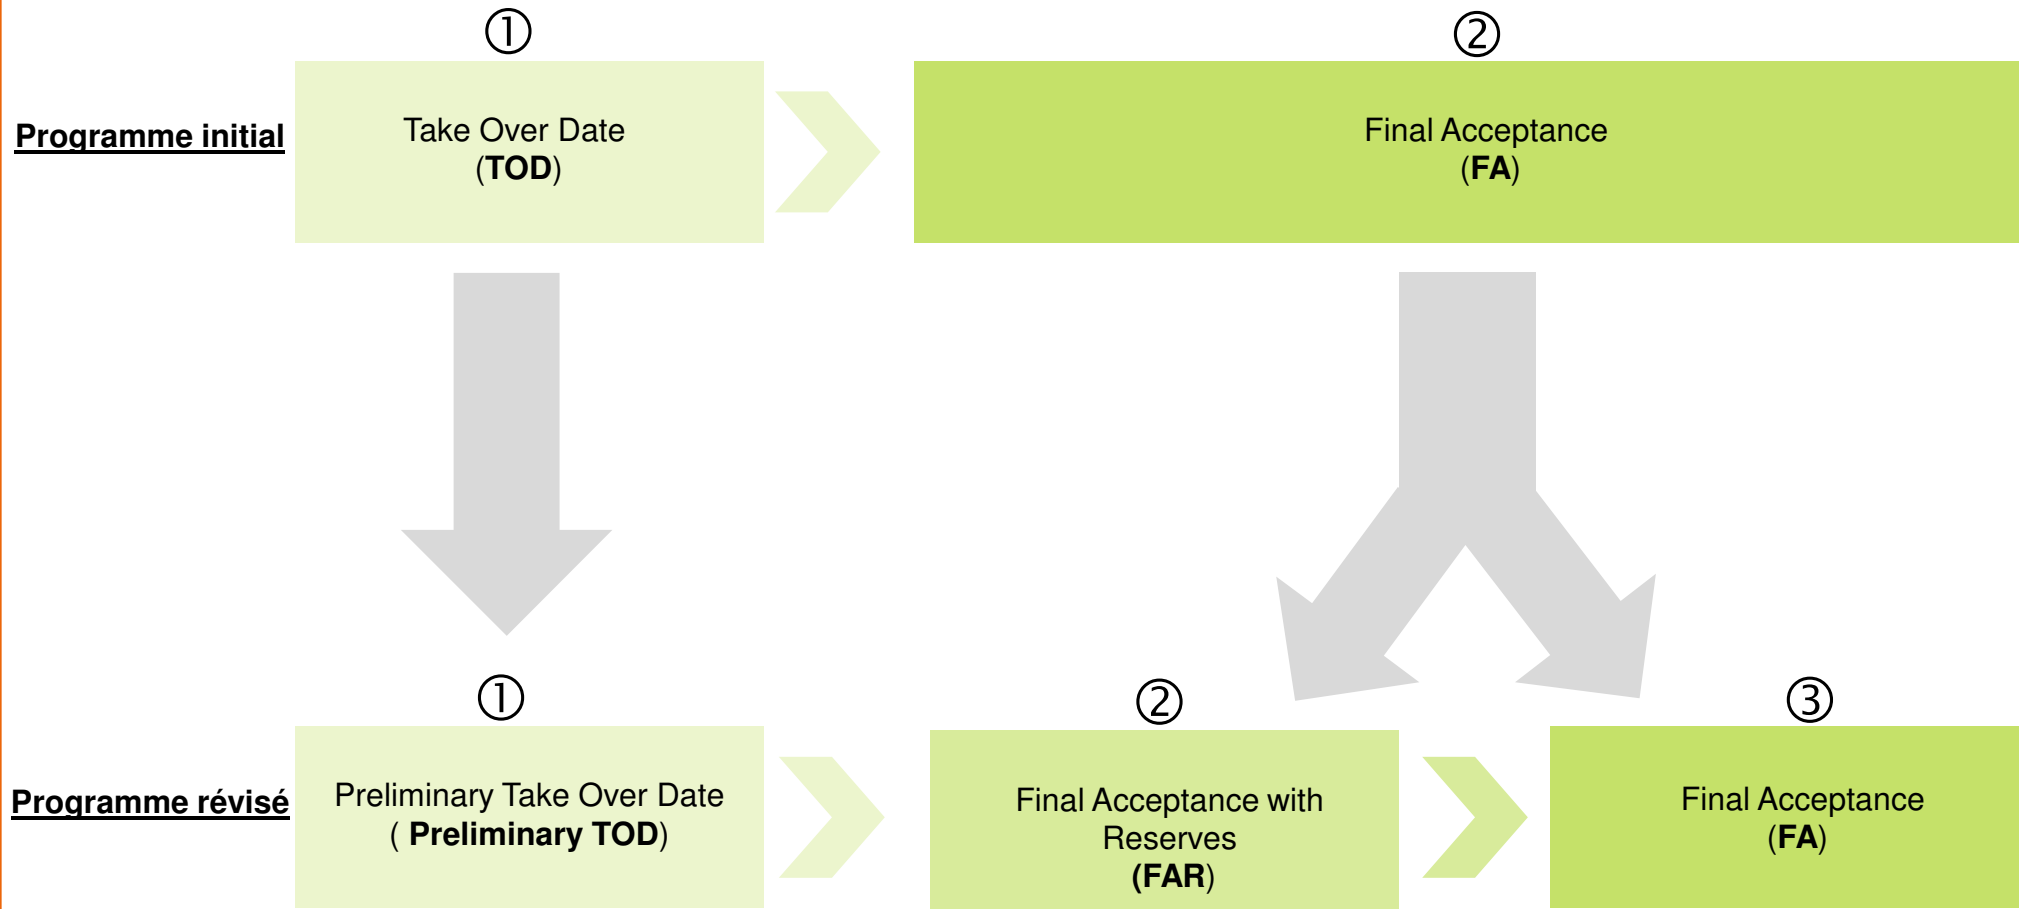 ①
②
Programme initial
Take Over Date
(TOD)
Final Acceptance
(FA)
①
②
③
Programme révisé
Preliminary Take Over Date
( Preliminary TOD)
Final Acceptance with
Reserves
(FAR)
Final Acceptance
(FA)